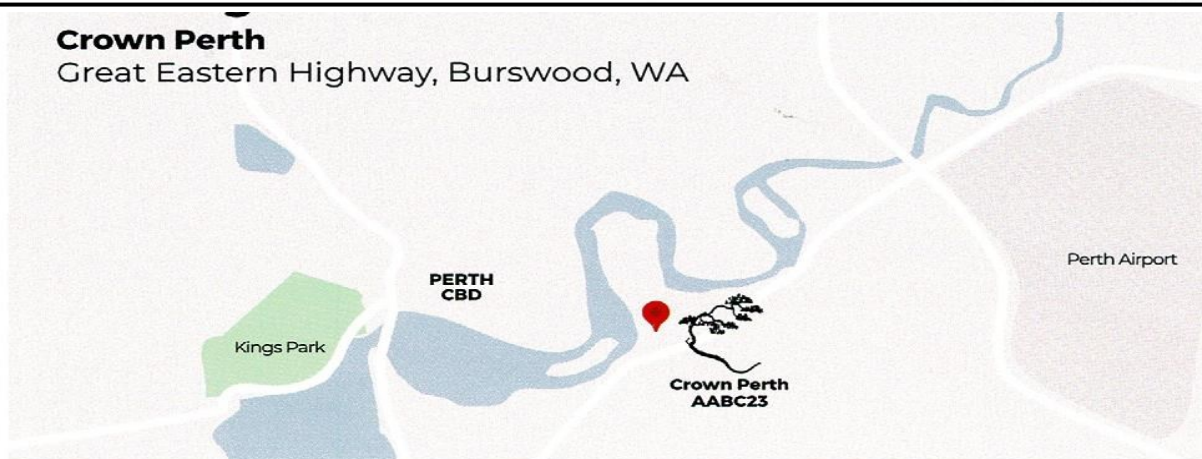 Crown Perth
Great Eastern Highway, Burswood, WA
PERTH
CBD
Kings Park
Perth Airport
Crown Perth
AABC23